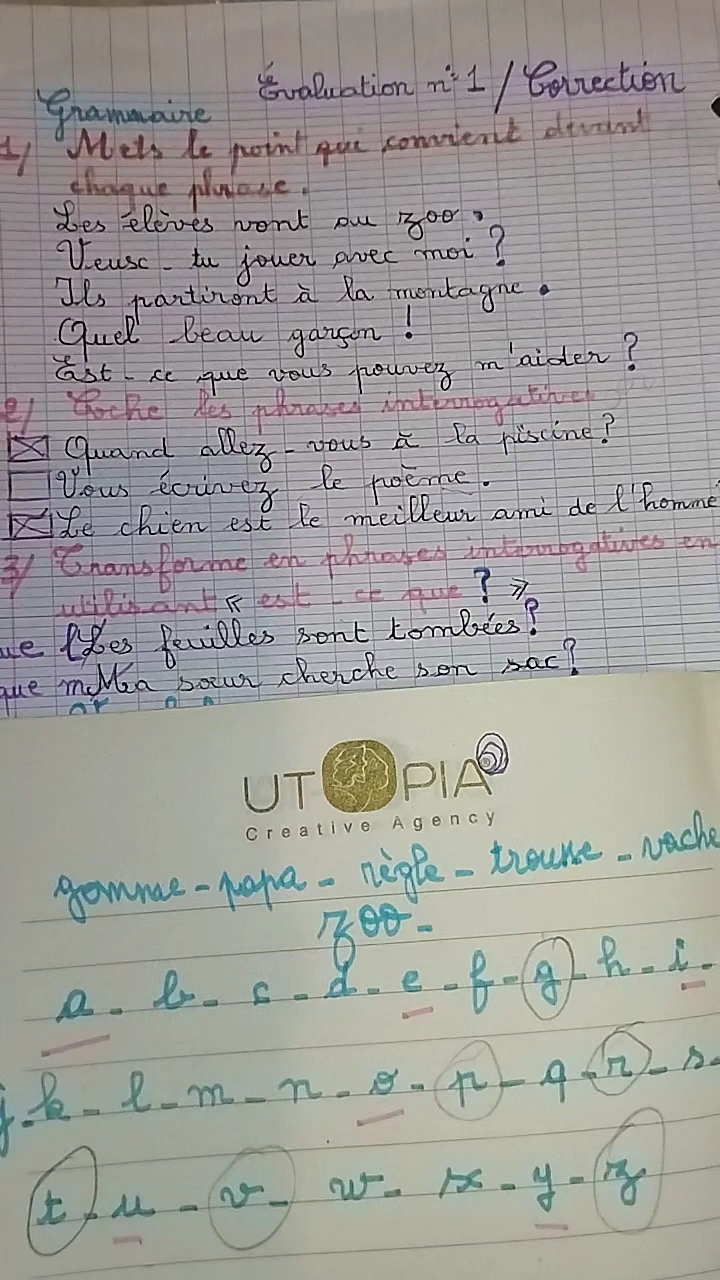 Évaluation n°1 / Correction
Grammaire
1/ Mets le point qui convient devant
chaque phrase.
Les élèves vont au zoo.
Veux-tu jouer avec moi ?
Ils partiront à la montagne.
Quel beau garçon !
Est-ce que vous pouvez m'aider ?
2/ Coche les phrases interrogatives
Quand allez-vous à la piscine ?
Vous écrivez le poème.
Le chien est le meilleur ami de l'homme
3/ Transforme en phrases interrogatives en
utilisant « est-ce que ? »
Les feuilles sont tombées ?
que Ma sœur cherche son sac ?
UTOPIA
Creative Agency
gomme - papa - règle - trousse - vache
zoo -
a - b - c - d - e - f - g - h - i -
j - k - l - m - n - o - p - q - r - s -
t - u - v - w - x - y - z